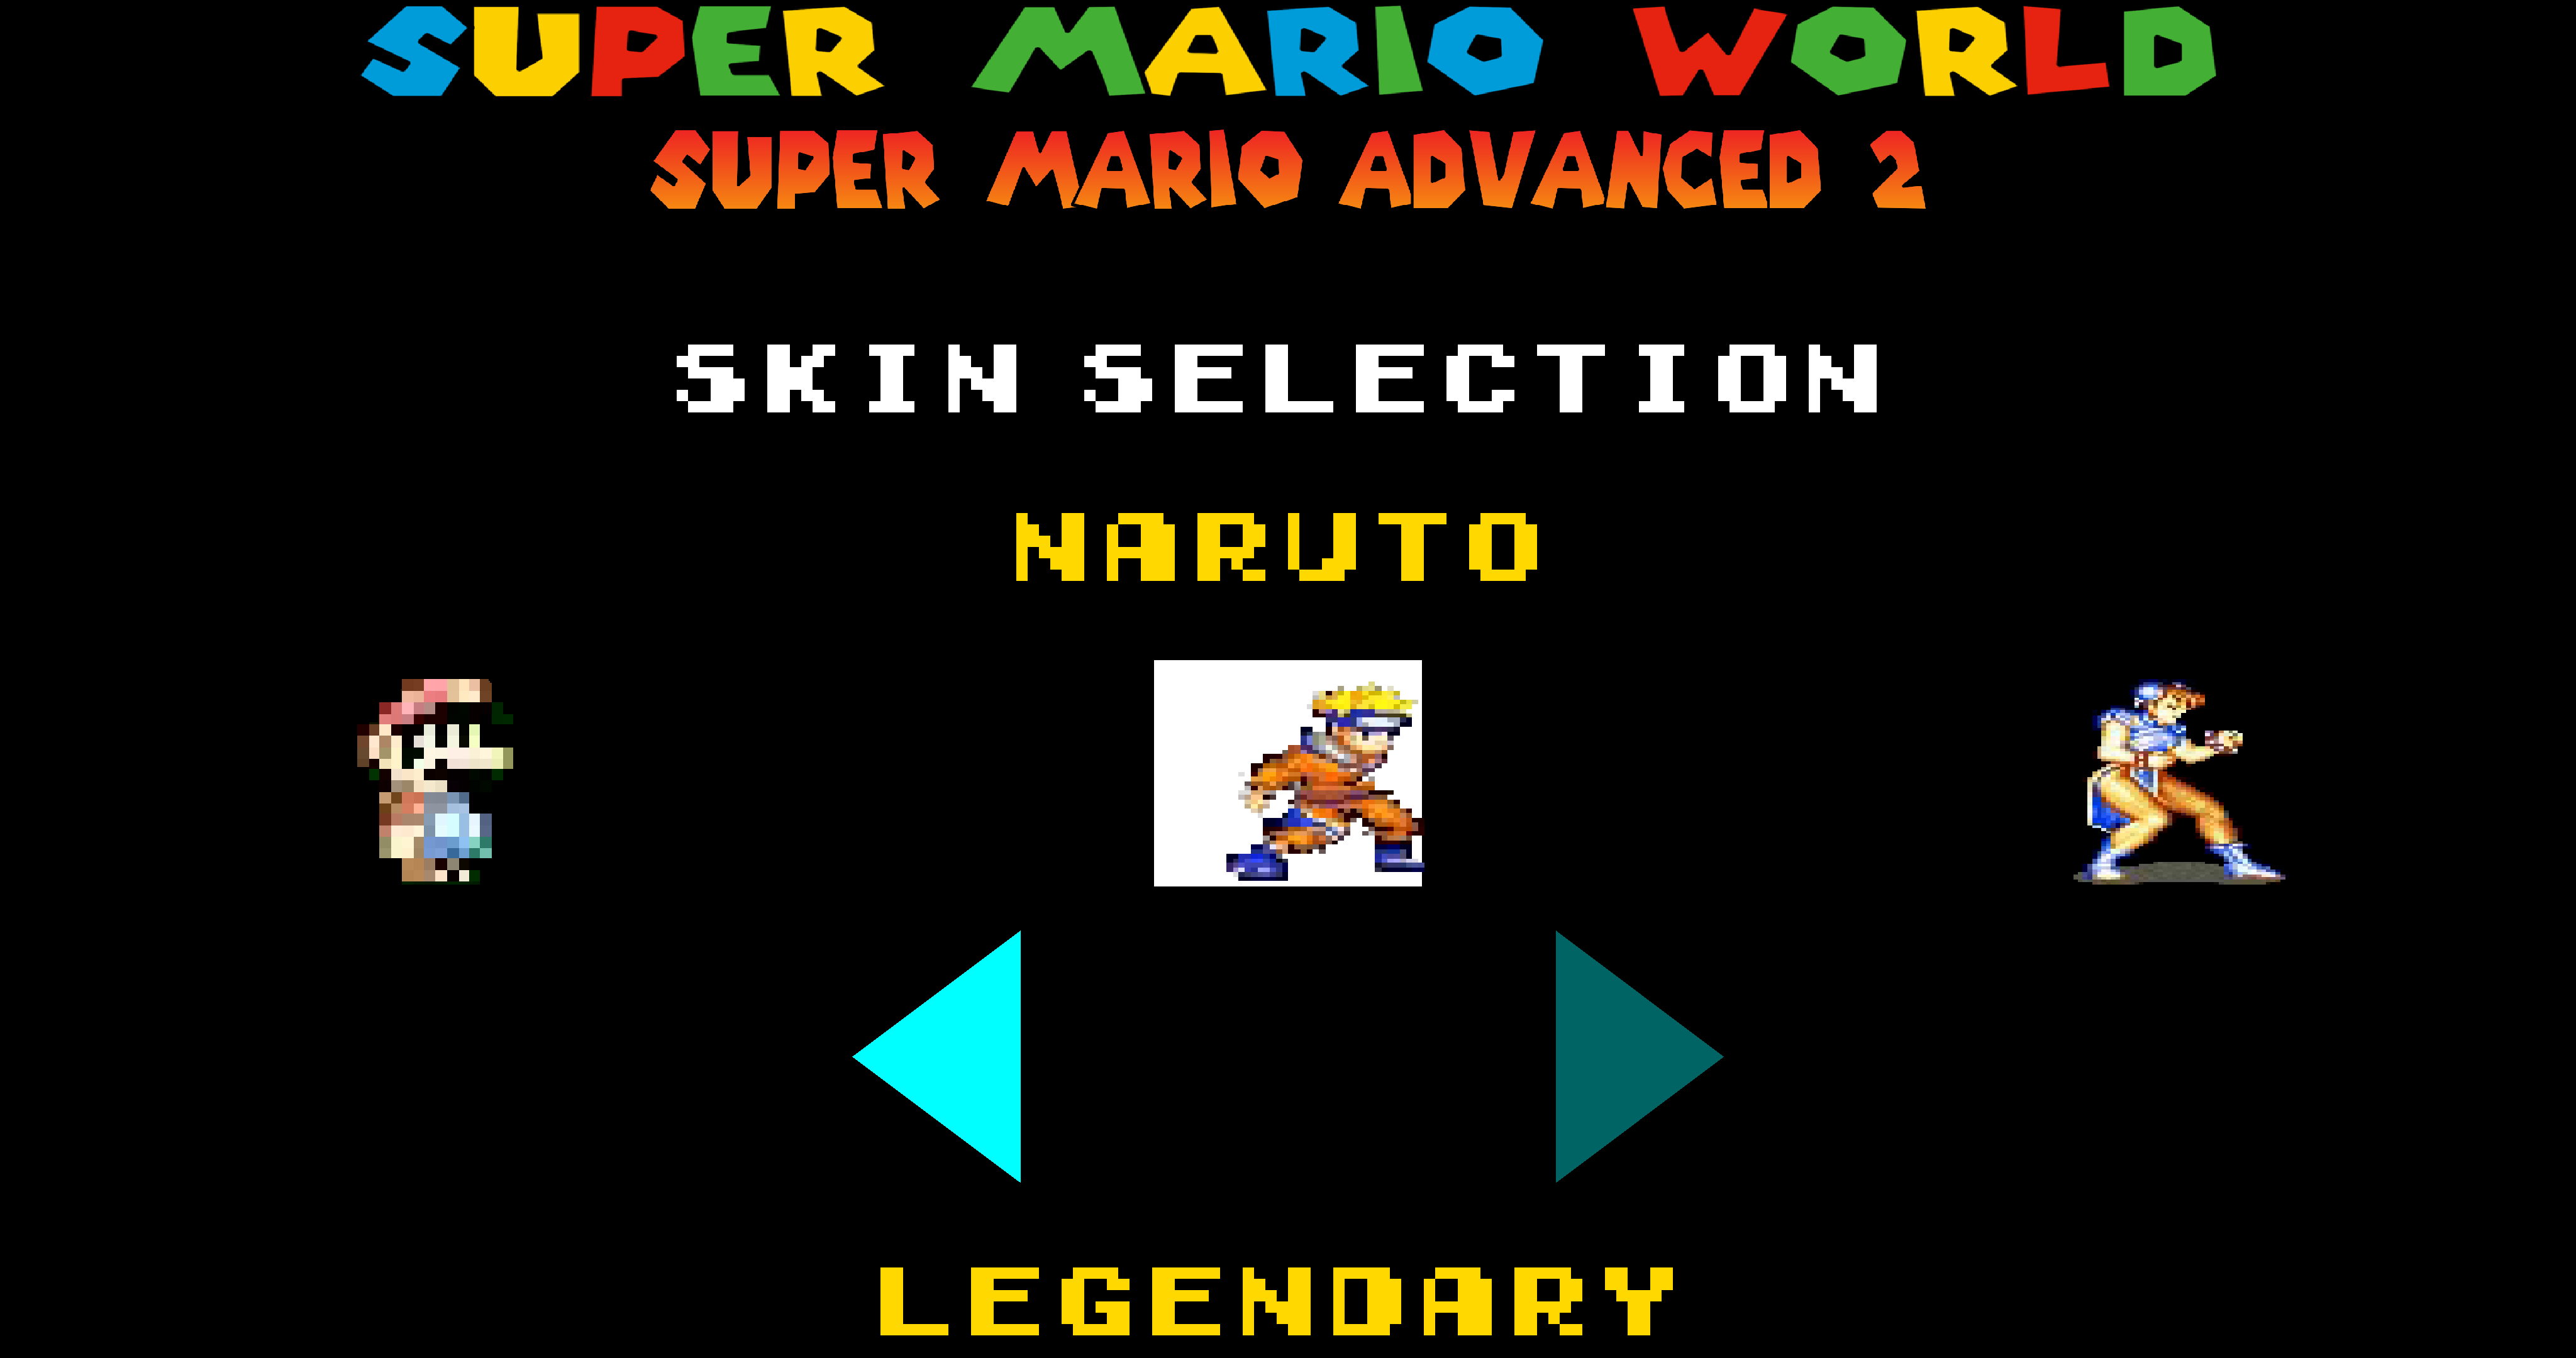 SUPER MARIO WORLD
SUPER MARIO ADVANCED 2
SKIN SELECTION
NARUTO
LEGENDARY